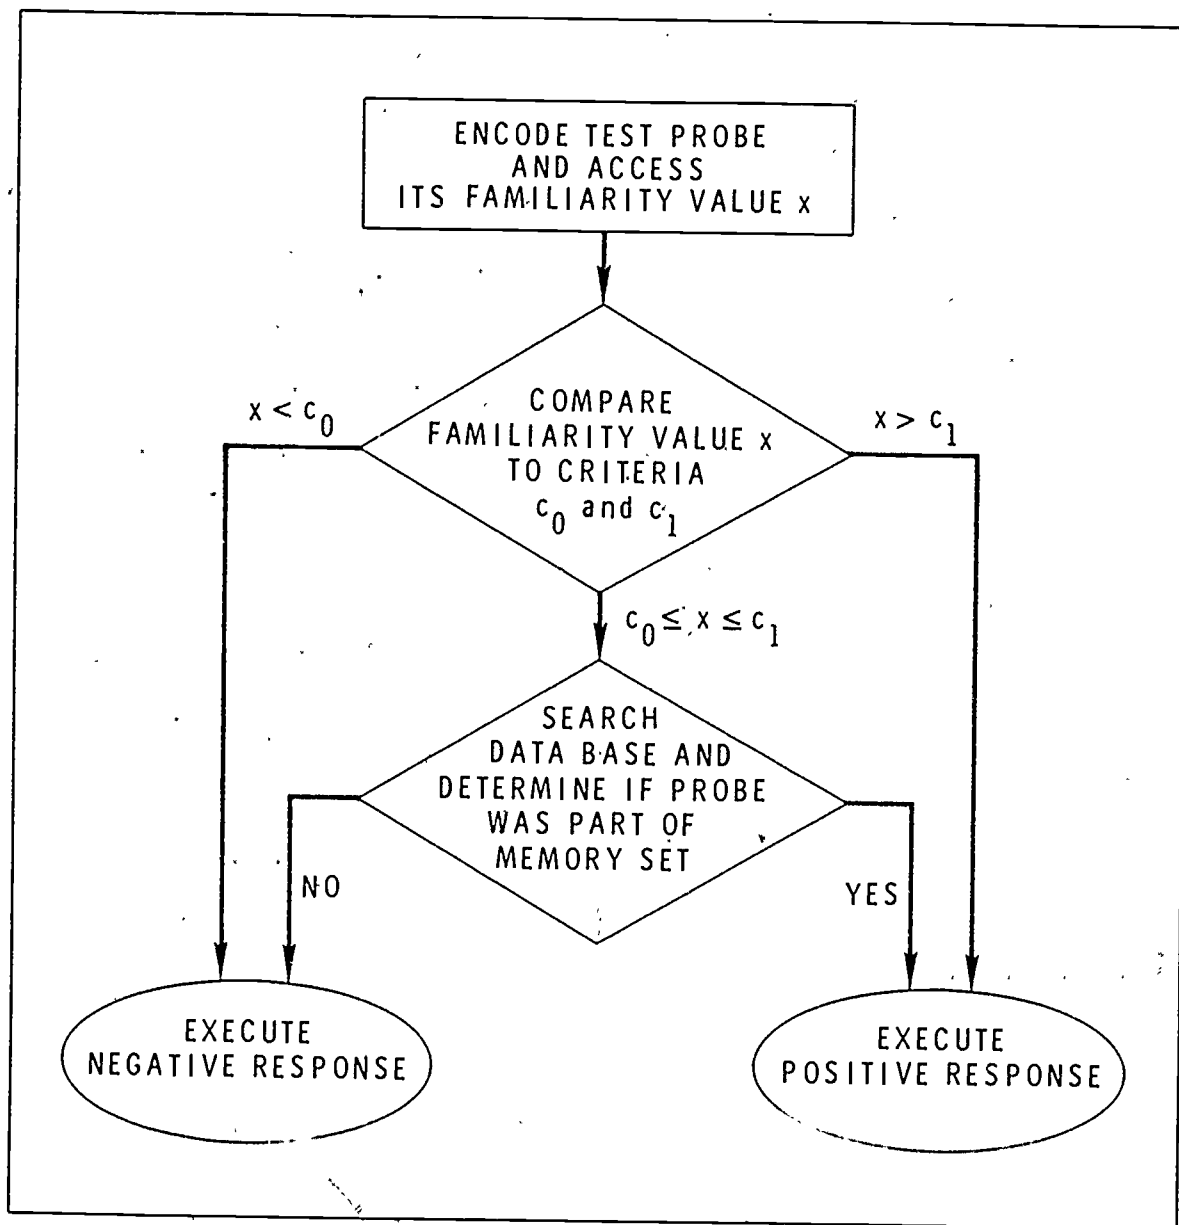 ENCODE TEST PROBE
AND ACCESS
ITS FAMILIARITY VALUE x
x < c₀
COMPARE
FAMILIARITY VALUE x
TO CRITERIA
c₀ and c₁
x > c₁
c₀ ≤ x ≤ c₁
SEARCH
DATA BASE AND
DETERMINE IF PROBE
WAS PART OF
MEMORY SET
NO
YES
EXECUTE
NEGATIVE RESPONSE
EXECUTE
POSITIVE RESPONSE